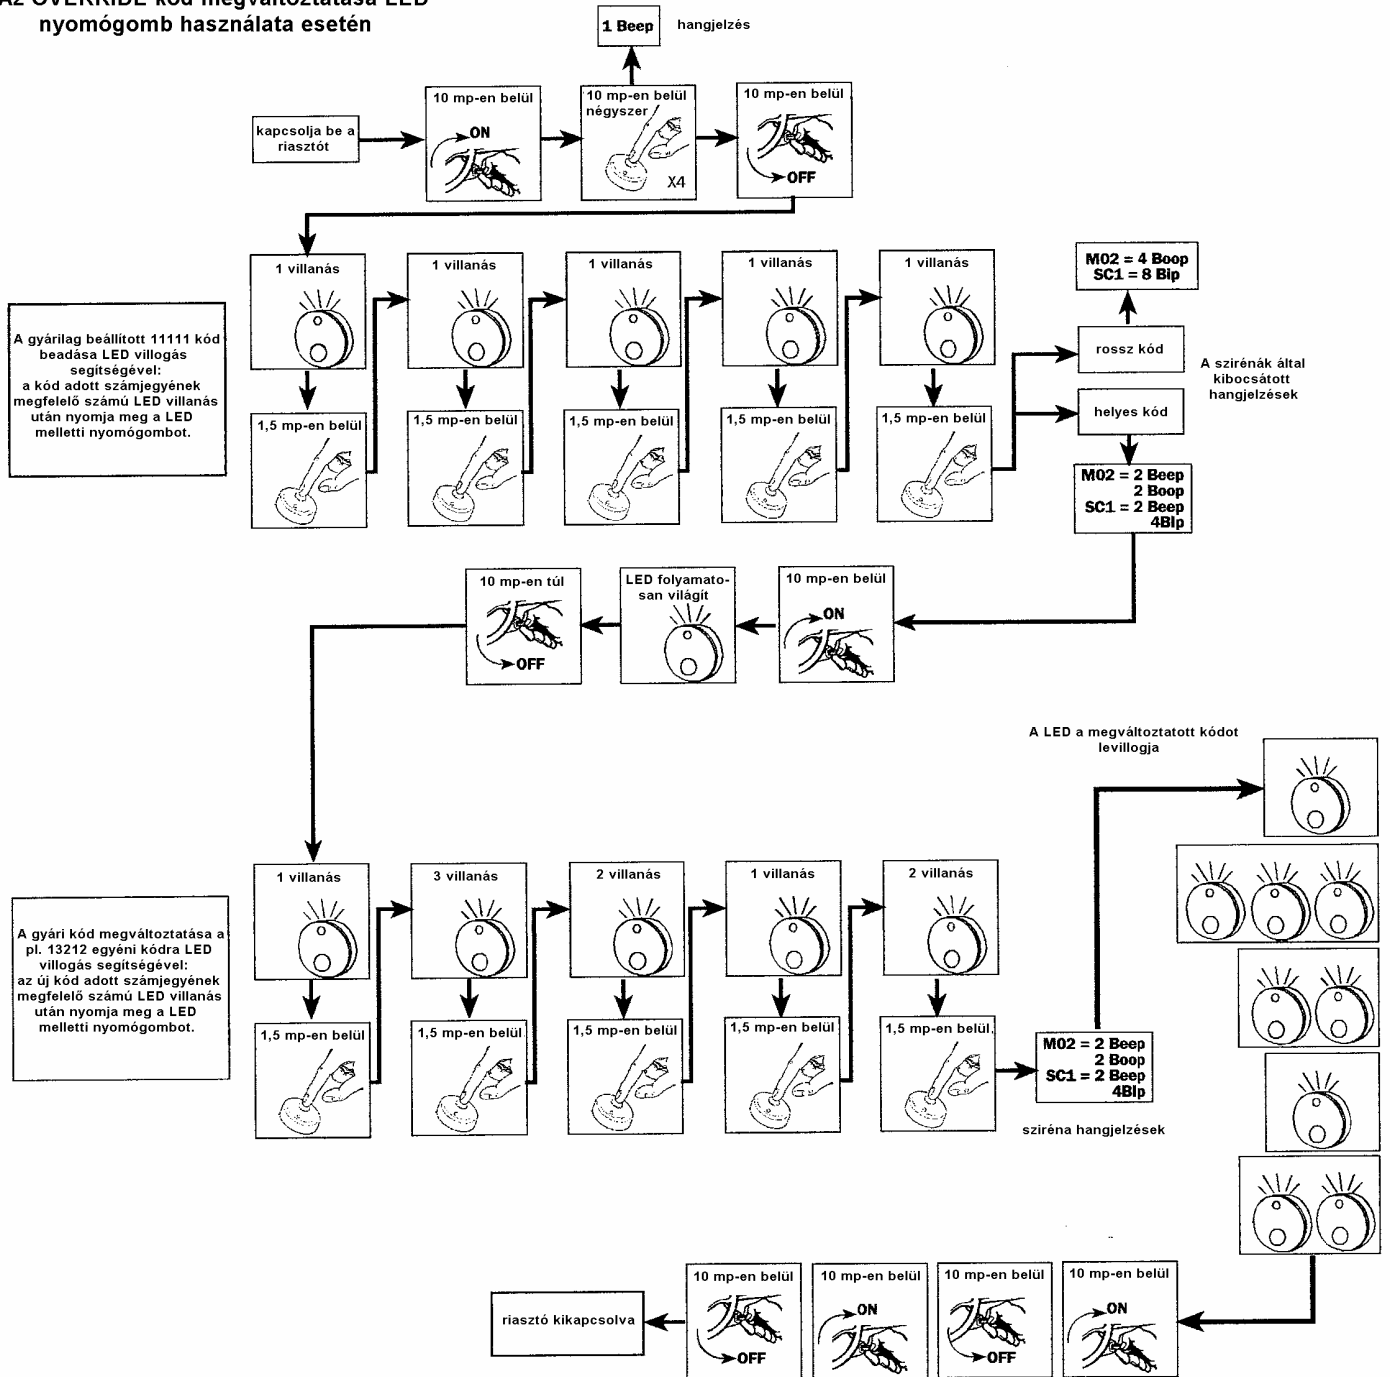 Az OVERRIDE kód megváltoztatása LED
nyomógomb használata esetén
1 Beep
hangjelzés
kapcsolja be a
riasztót
10 mp-en belül
ON
10 mp-en belül
négyszer
X4
10 mp-en belül
OFF
A gyárilag beállított 11111 kód
beadása LED villogás
segítségével:
a kód adott számjegyének
megfelelő számú LED villanás
után nyomja meg a LED
melletti nyomógombot.
1 villanás
1 villanás
1 villanás
1 villanás
1 villanás
1,5 mp-en belül
1,5 mp-en belül
1,5 mp-en belül
1,5 mp-en belül
1,5 mp-en belül
M02 = 4 Boop
SC1 = 8 Bip
rossz kód
helyes kód
A szirénák által
kibocsátott
hangjelzések
M02 = 2 Beep
2 Boop
SC1 = 2 Beep
4Bip
10 mp-en túl
OFF
LED folyamato-
san világít
10 mp-en belül
ON
A LED a megváltoztatott kódot
levillogja
A gyári kód megváltoztatása a
pl. 13212 egyéni kódra LED
villogás segítségével:
az új kód adott számjegyének
megfelelő számú LED villanás
után nyomja meg a LED
melletti nyomógombot.
1 villanás
3 villanás
2 villanás
1 villanás
2 villanás
1,5 mp-en belül
1,5 mp-en belül
1,5 mp-en belül
1,5 mp-en belül
1,5 mp-en belül
M02 = 2 Beep
2 Boop
SC1 = 2 Beep
4Bip
sziréna hangjelzések
riasztó kikapcsolva
10 mp-en belül
OFF
10 mp-en belül
ON
10 mp-en belül
OFF
10 mp-en belül
ON